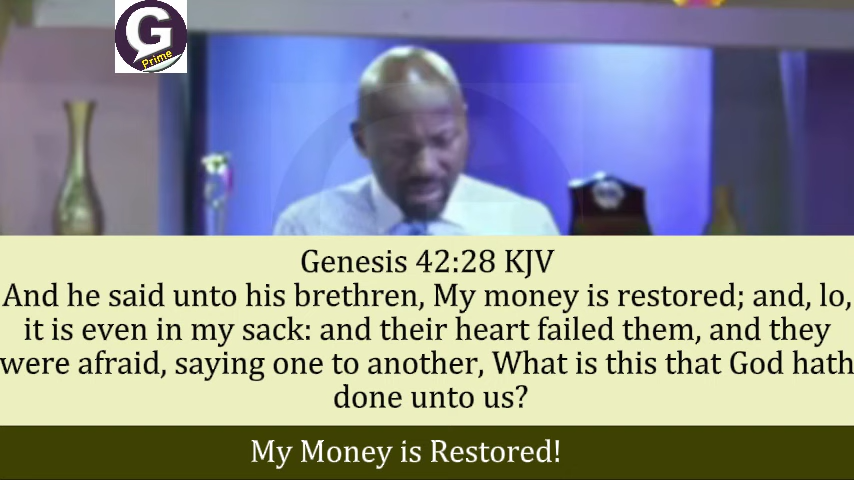 G
Prime
Genesis 42:28 KJV
And he said unto his brethren, My money is restored; and, lo,
it is even in my sack: and their heart failed them, and they
were afraid, saying one to another, What is this that God hath
done unto us?
My Money is Restored!